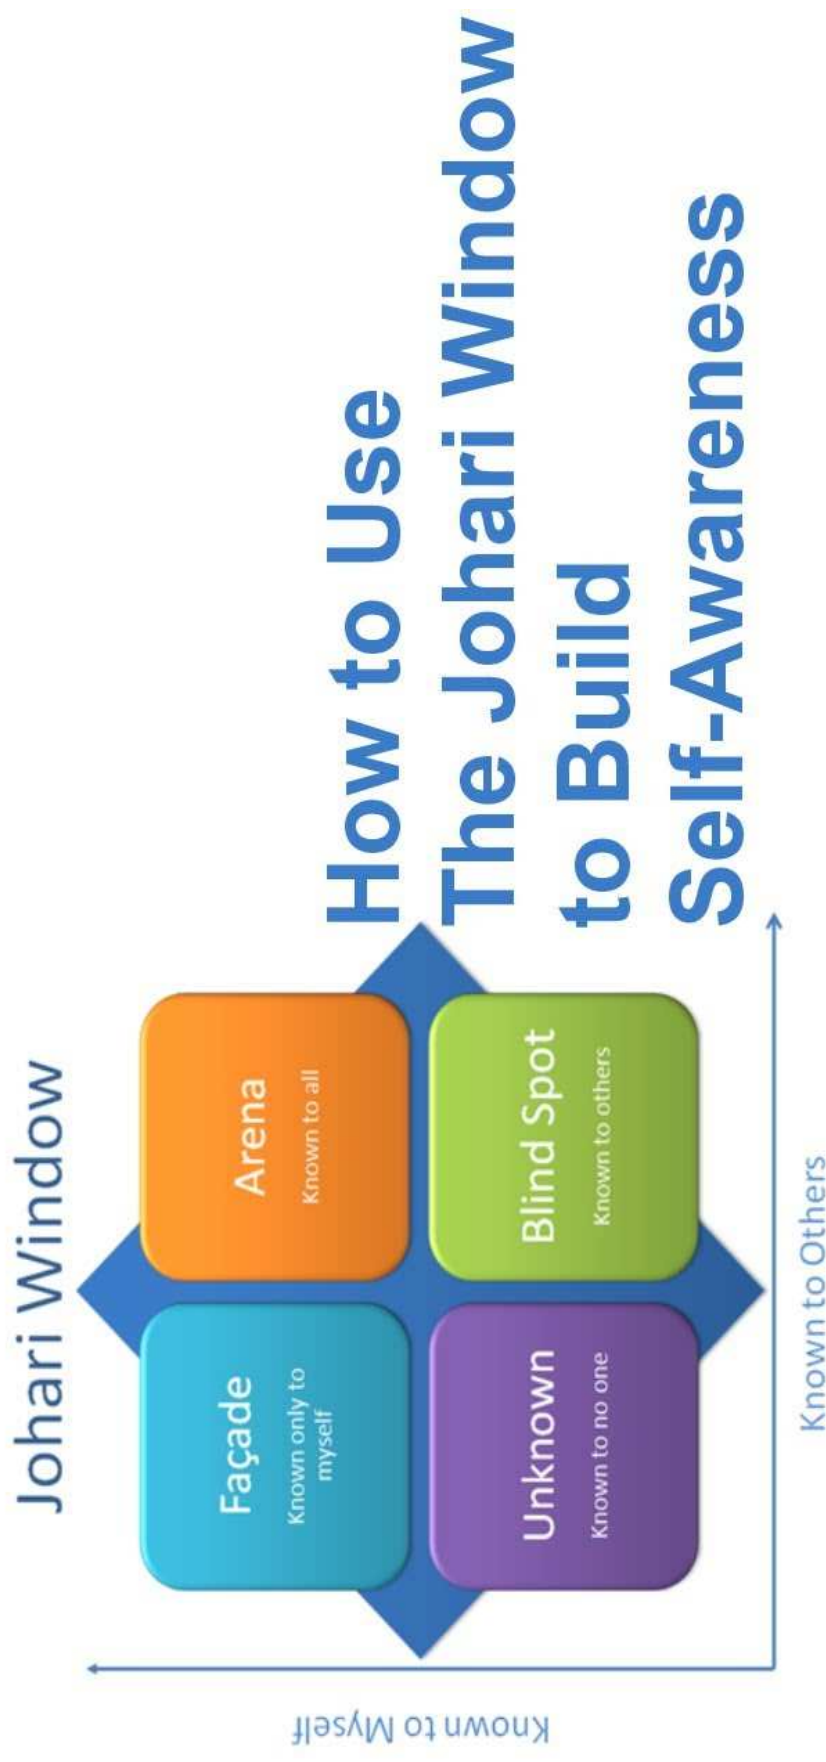 Johari Window
Façade
Known only to
myself
Arena
Known to all
Unknown
Known to no one
Blind Spot
Known to others
Known to Myself
Known to Others
How to Use
The Johari Window
to Build
Self-Awareness